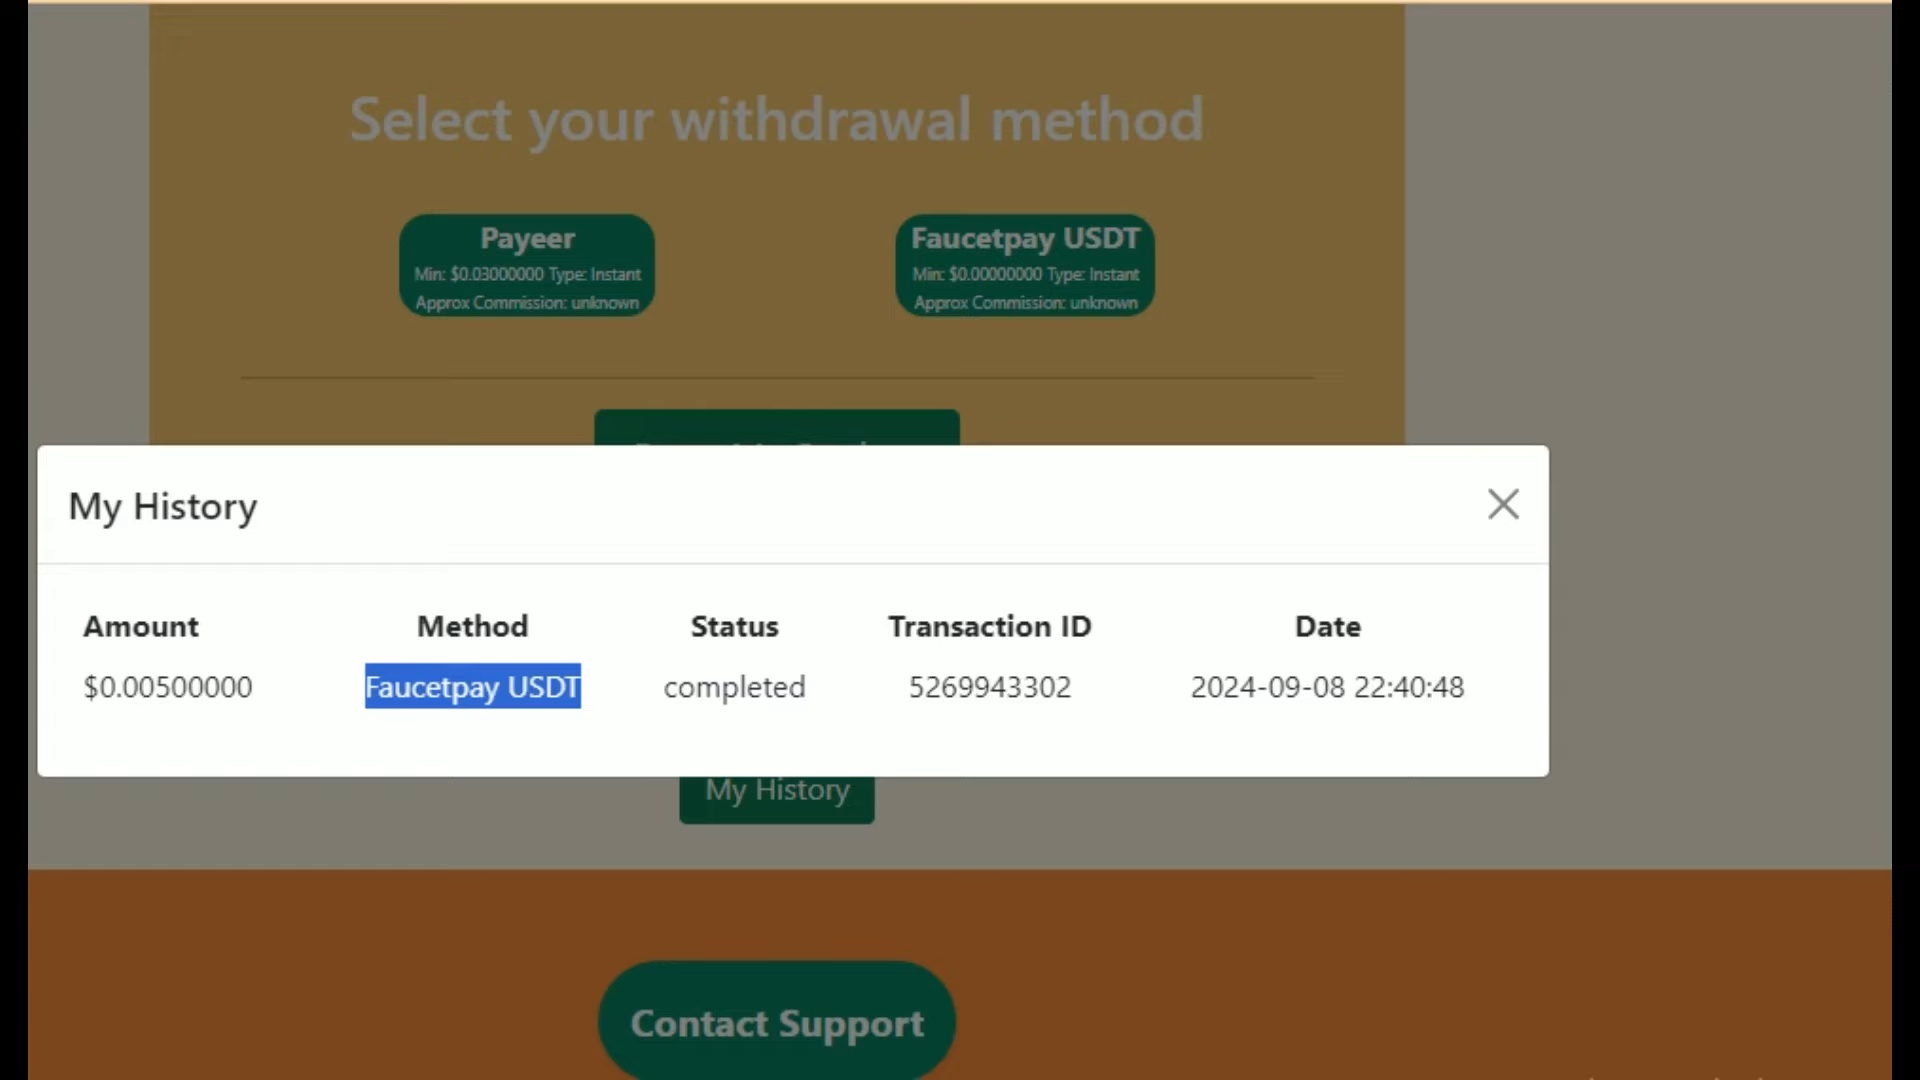 Select your withdrawal method
Payeer
Min: $0.03000000 Type: Instant
Approx Commission: unknown
Faucetpay USDT
Min: $0.00000000 Type: Instant
Approx Commission: unknown
My History
Amount Method Status Transaction ID Date
$0.00500000 Faucetpay USDT completed 5269943302 2024-09-08 22:40:48
My History
Contact Support